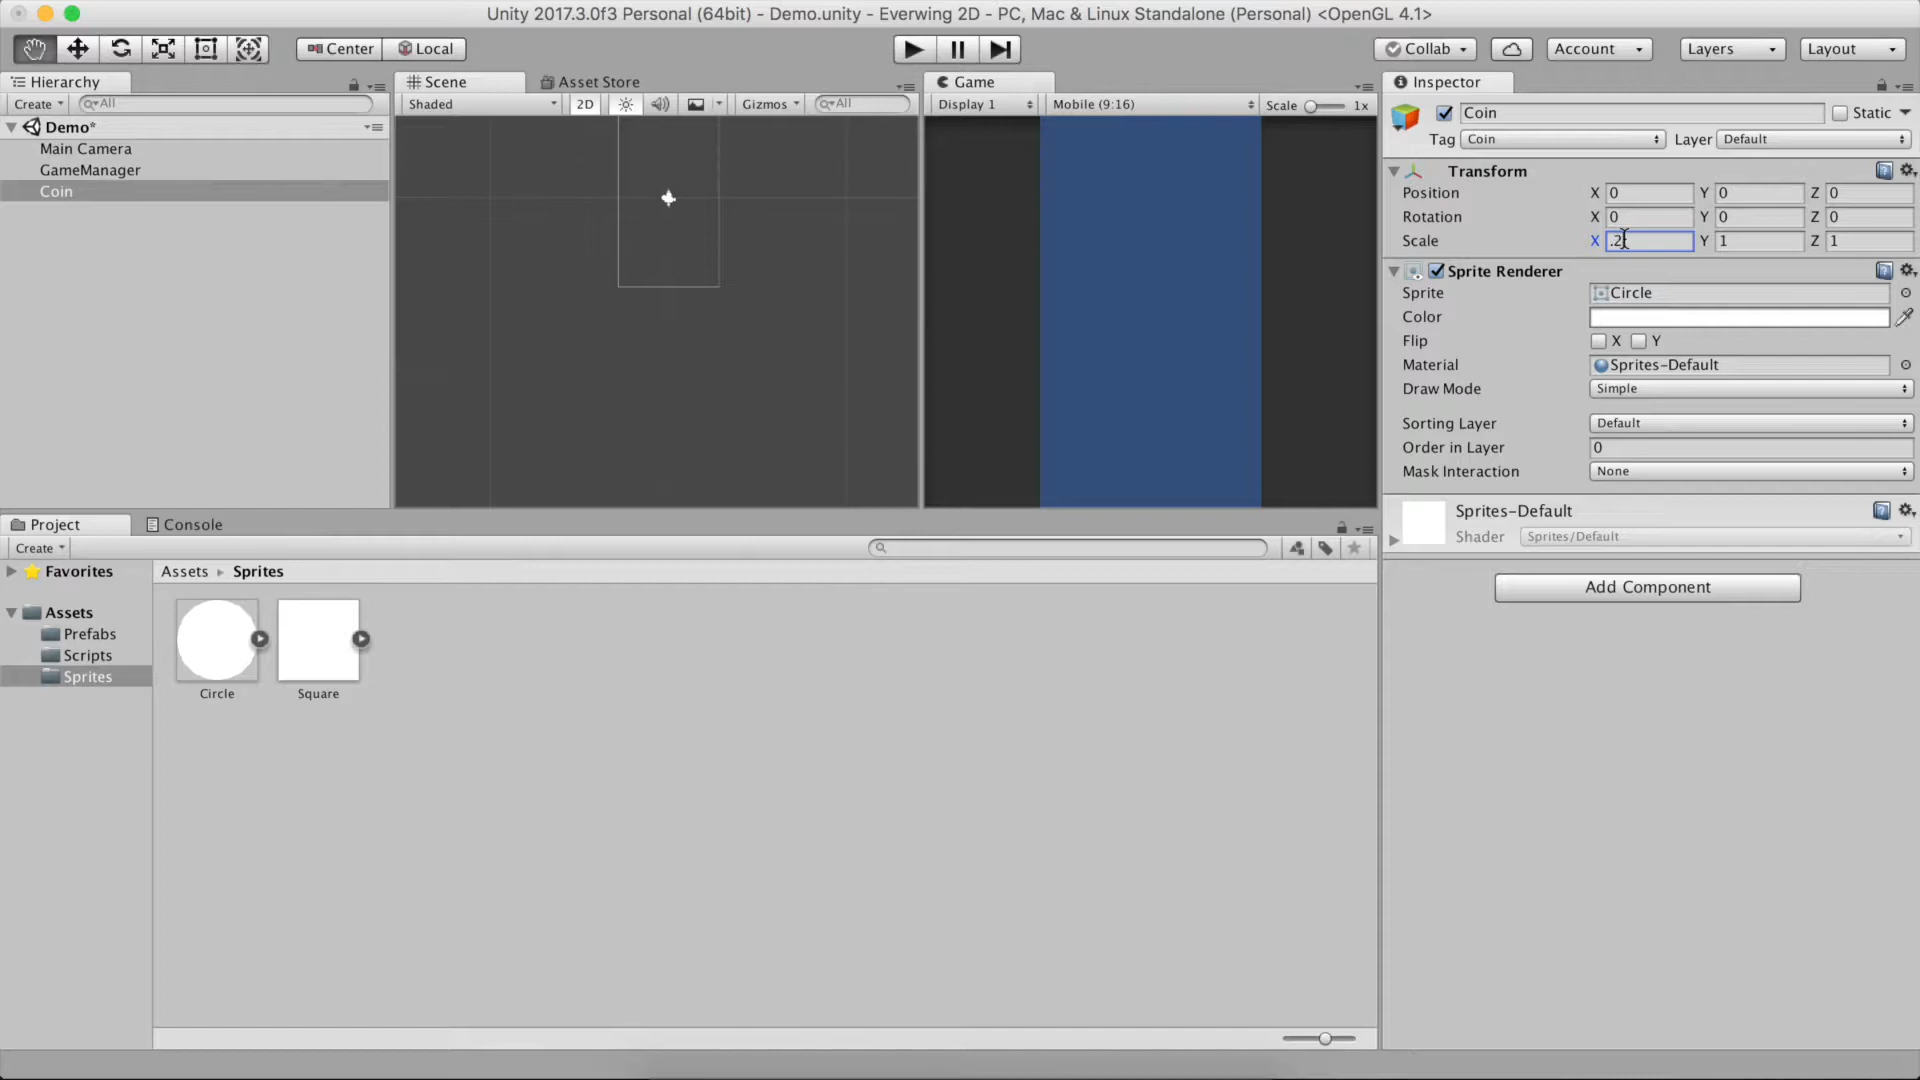 Unity 2017.3.0f3 Personal (64bit) - Demo.unity - Everwing 2D - PC, Mac & Linux Standalone (Personal) <OpenGL 4.1>
Center Local Collab Account Layers Layout
Hierarchy Scene Asset Store Game Inspector
Create All Shaded 2D Gizmos All Display 1 Mobile (9:16) Scale 1x
Coin Static
Demo*
Tag Coin Layer Default
Main Camera
GameManager
Coin
Transform
Position X 0 Y 0 Z 0
Rotation X 0 Y 0 Z 0
Scale X .2 Y 1 Z 1
Sprite Renderer
Sprite Circle
Color
Flip X Y
Material Sprites-Default
Draw Mode Simple
Sorting Layer Default
Order in Layer 0
Mask Interaction None
Sprites-Default
Shader Sprites/Default
Add Component
Project Console
Create
Favorites
Assets
Prefabs
Scripts
Sprites
Assets Sprites
Circle Square